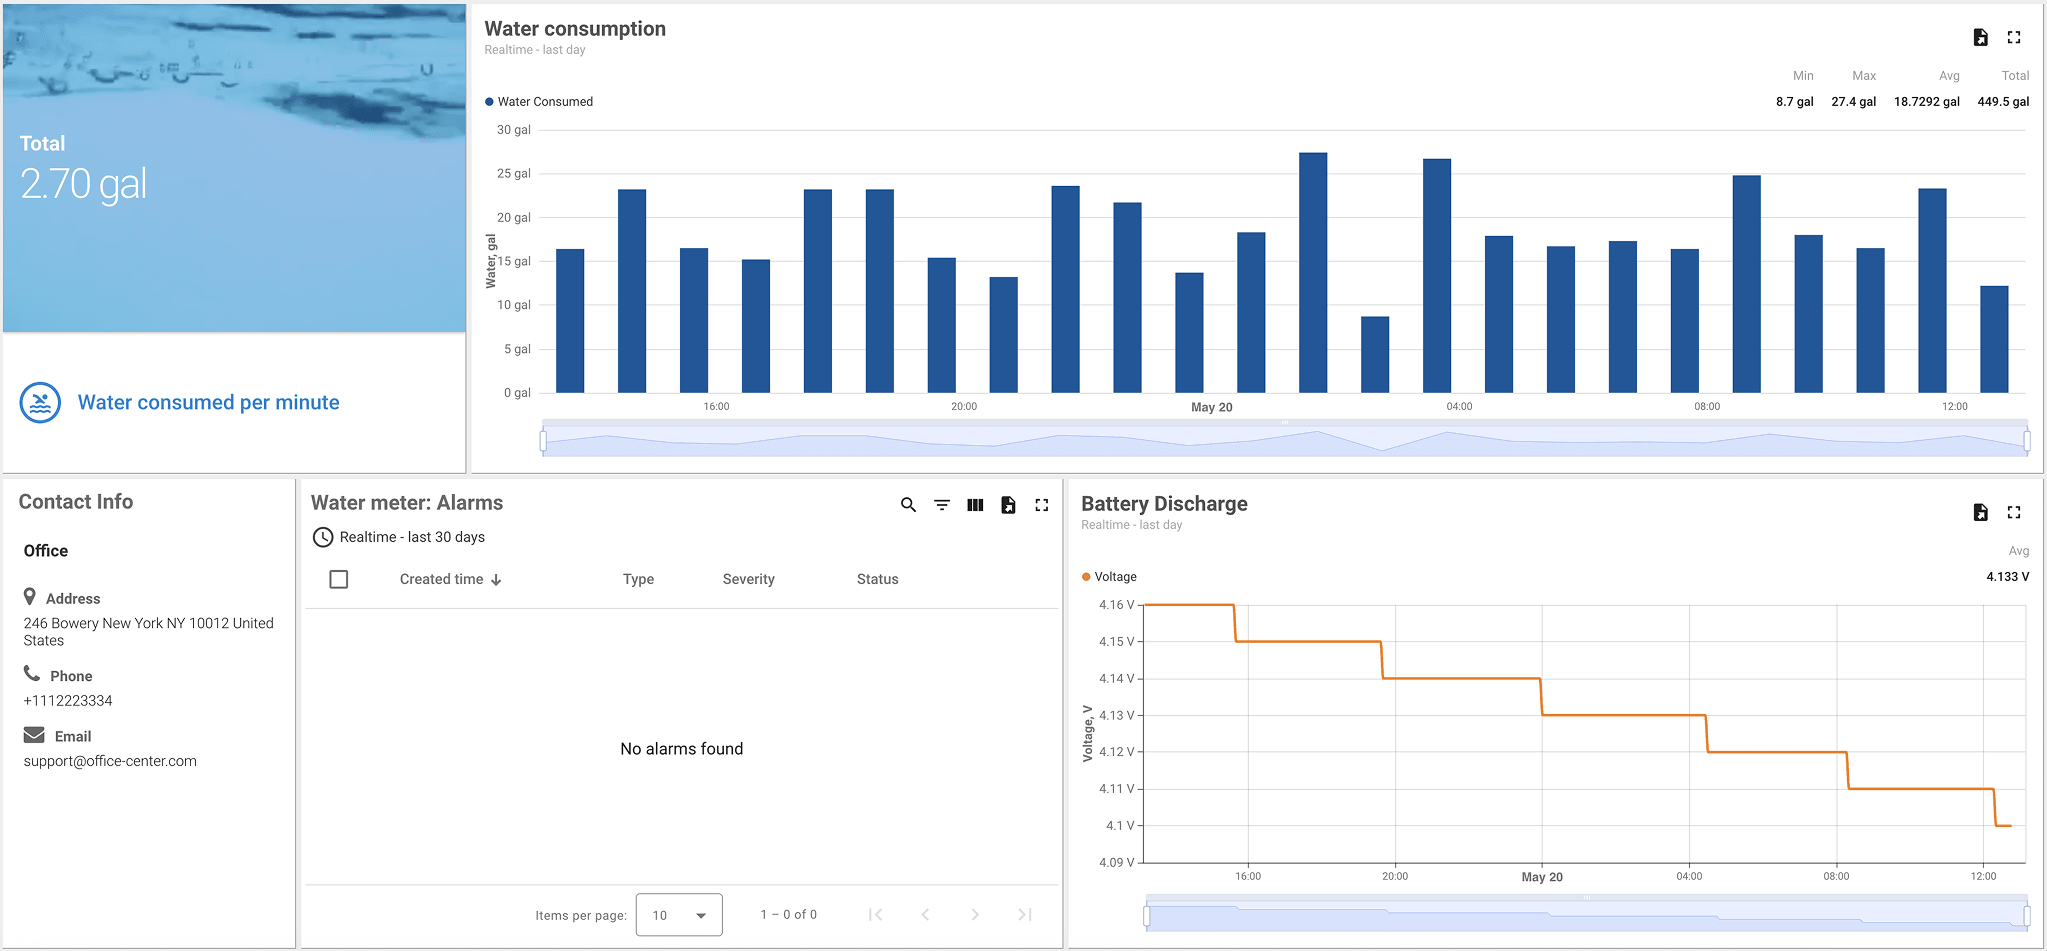 Total
2.70 gal
Water consumed per minute
Water consumption
Realtime - last day
Min Max Avg Total
Water Consumed 8.7 gal 27.4 gal 18.7292 gal 449.5 gal
Water, gal
30 gal
25 gal
20 gal
15 gal
10 gal
5 gal
0 gal
16:00 20:00 May 20 04:00 08:00 12:00
Contact Info
Office
Address
246 Bowery New York NY 10012 United
States
Phone
+1112223334
Email
support@office-center.com
Water meter: Alarms
Realtime - last 30 days
Created time Type Severity Status
No alarms found
Items per page: 10 1 – 0 of 0
Battery Discharge
Realtime - last day
Avg
Voltage 4.133 V
Voltage, V
4.16 V
4.15 V
4.14 V
4.13 V
4.12 V
4.11 V
4.1 V
4.09 V
16:00 20:00 May 20 04:00 08:00 12:00